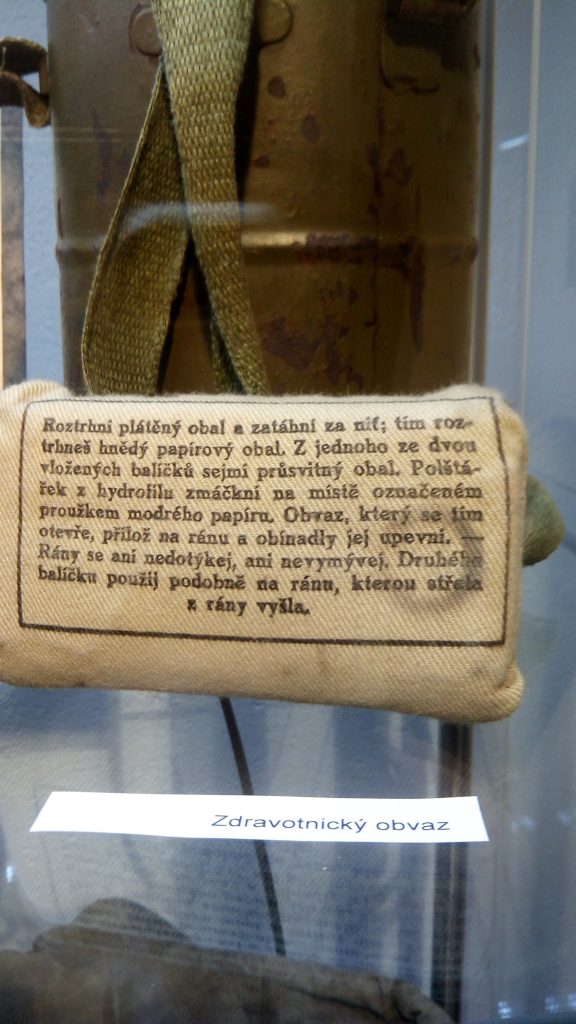 Roztrhni plátěný obal a zatáhni za niť; tím roz-
trhneš hnědý papírový obal. Z jednoho ze dvou
vložených balíčků sejmi průsvitný obal. Polštá-
řek z hydrofilu zmáčkni na místě označeném
proužkem modrého papíru. Obvaz, který se tím
otevře, přilož na ránu a obinadly jej upevni. —
Rány se ani nedotýkej, ani nevymývej. Druhého
balíčku použij podobně na ránu, kterou střela
z rány vyšla.
Zdravotnický obvaz